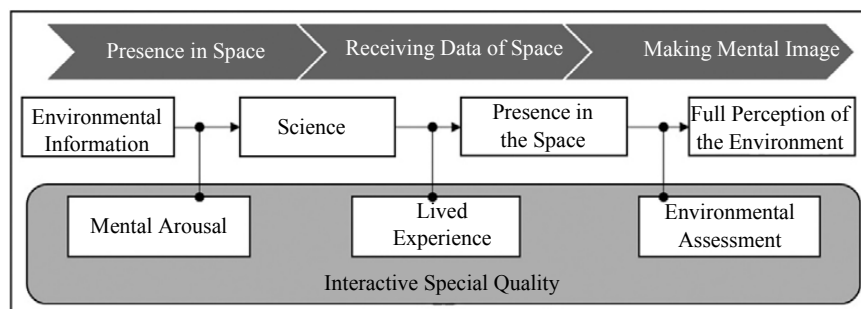 Presence in Space
Receiving Data of Space
Making Mental Image
Environmental
Information
Science
Presence in
the Space
Full Perception of
the Environment
Mental Arousal
Lived
Experience
Environmental
Assessment
Interactive Special Quality